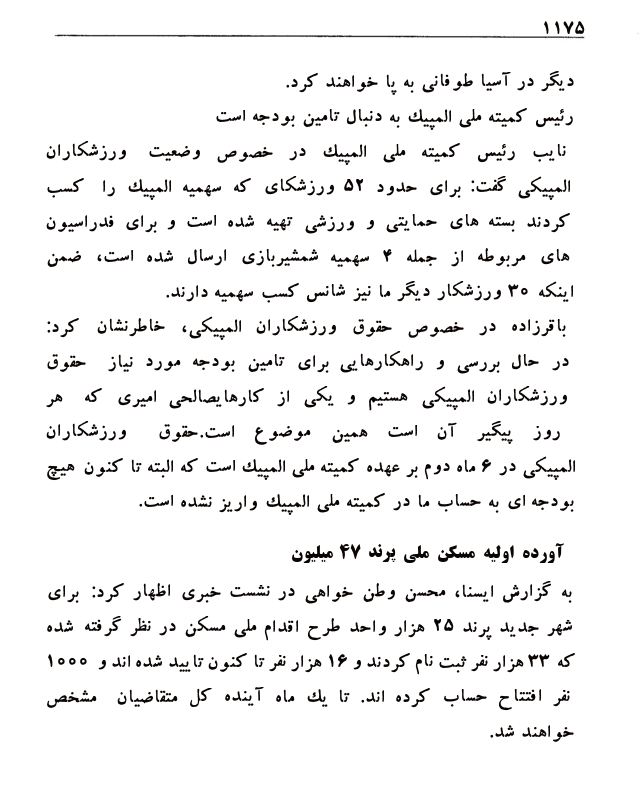 ۱۱۷۵
دیگر در آسیا طوفانی به پا خواهند کرد.
رئیس کمیته ملی المپیك به دنبال تامین بودجه است
نایب رئیس کمیته ملی المپیك در خصوص وضعیت ورزشکاران
المپیکی گفت: برای حدود ۵۲ ورزشکای که سهمیه المپیك را کسب
کردند بسته های حمایتی و ورزشی تهیه شده است و برای فدراسیون
های مربوطه از جمله ۴ سهمیه شمشیربازی ارسال شده است، ضمن
اینکه ۳۰ ورزشکار دیگر ما نیز شانس کسب سهمیه دارند.
باقرزاده در خصوص حقوق ورزشکاران المپیکی، خاطرنشان کرد:
در حال بررسی و راهکارهایی برای تامین بودجه مورد نیاز حقوق
ورزشکاران المپیکی هستیم و یکی از کارهایصالحی امیری که هر
روز پیگیر آن است همین موضوع است.حقوق ورزشکاران
المپیکی در ۶ ماه دوم بر عهده کمیته ملی المپیك است که البته تا کنون هیچ
بودجه ای به حساب ما در کمیته ملی المپیك واریز نشده است.
آورده اولیه مسکن ملی پرند ۴۷ میلیون
به گزارش ایسنا، محسن وطن خواهی در نشست خبری اظهار کرد: برای
شهر جدید پرند ۲۵ هزار واحد طرح اقدام ملی مسکن در نظر گرفته شده
که ۳۳ هزار نفر ثبت نام کردند و ۱۶ هزار نفر تا کنون تایید شده اند و ۱۰۰۰
نفر افتتاح حساب کرده اند. تا یك ماه آینده کل متقاضیان مشخص
خواهند شد.